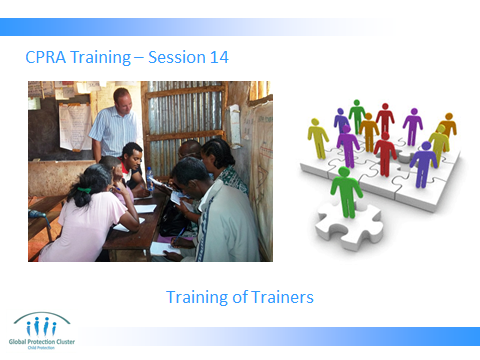 CPRA Training – Session 14
Training of Trainers
Global Protection Cluster
Child Protection